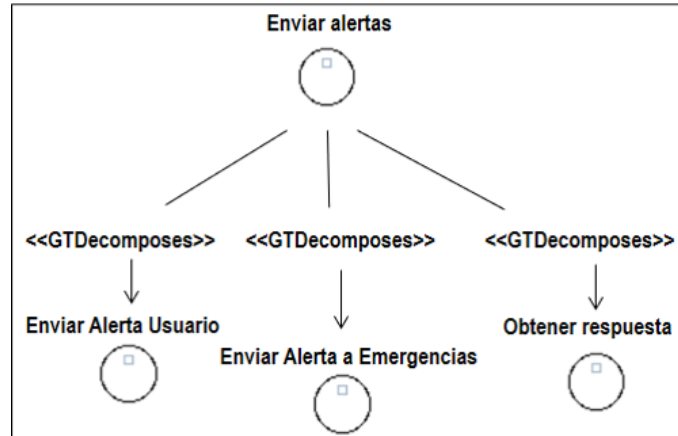 Enviar alertas
<<GTDecomposes>>
<<GTDecomposes>>
<<GTDecomposes>>
Enviar Alerta Usuario
Enviar Alerta a Emergencias
Obtener respuesta